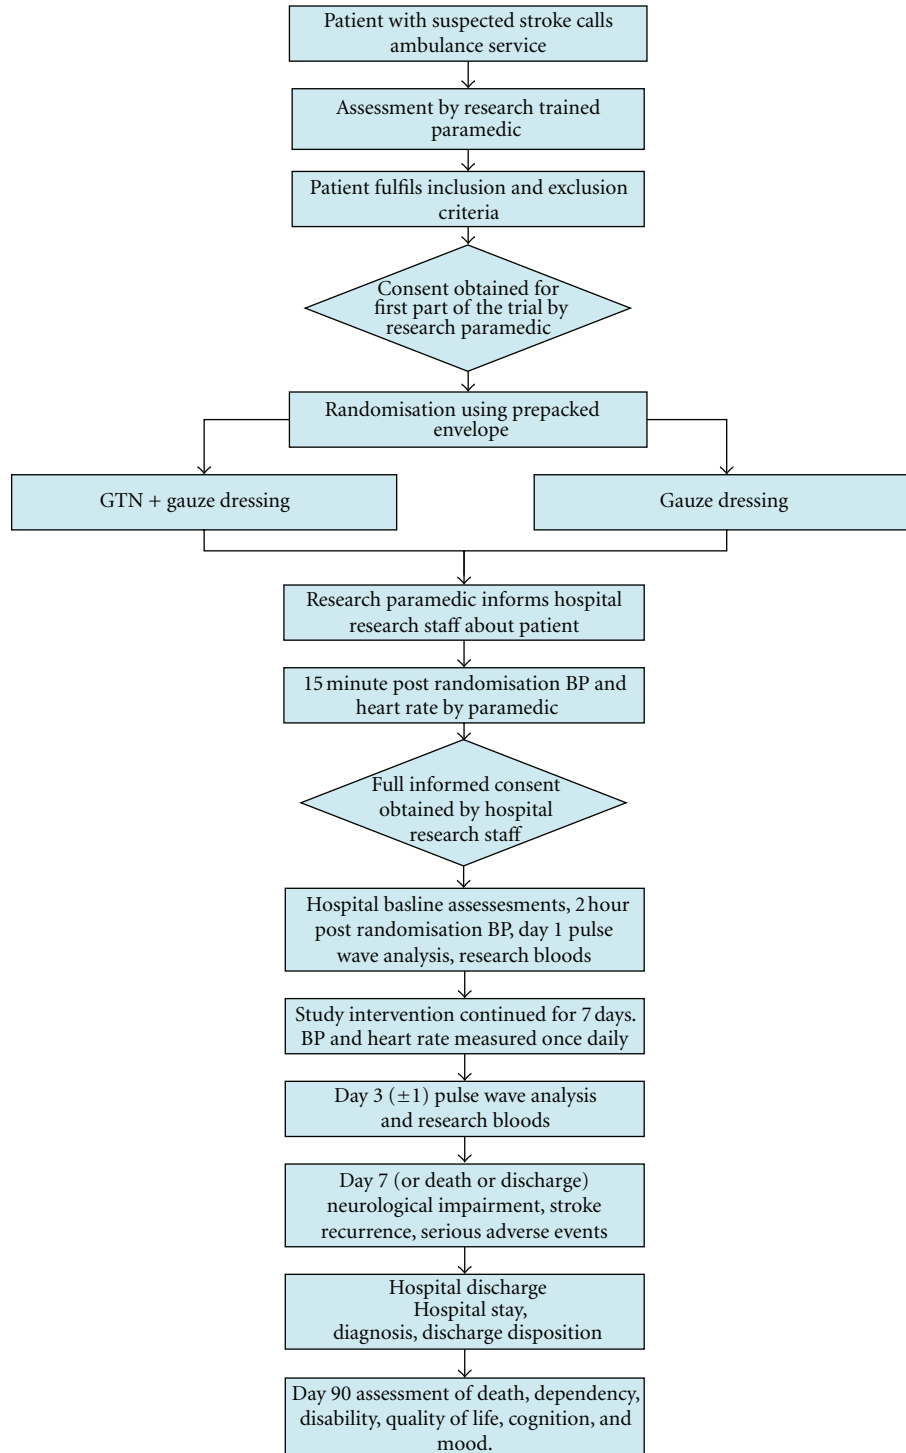 Patient with suspected stroke calls
ambulance service
Assessment by research trained
paramedic
Patient fulfils inclusion and exclusion
criteria
Consent obtained for
first part of the trial by
research paramedic
Randomisation using prepacked
envelope
GTN + gauze dressing
Gauze dressing
Research paramedic informs hospital
research staff about patient
15 minute post randomisation BP and
heart rate by paramedic
Full informed consent
obtained by hospital
research staff
Hospital basline assessesments, 2 hour
post randomisation BP, day 1 pulse
wave analysis, research bloods
Study intervention continued for 7 days.
BP and heart rate measured once daily
Day 3 (±1) pulse wave analysis
and research bloods
Day 7 (or death or discharge)
neurological impairment, stroke
recurrence, serious adverse events
Hospital discharge
Hospital stay,
diagnosis, discharge disposition
Day 90 assessment of death, dependency,
disability, quality of life, cognition, and
mood.